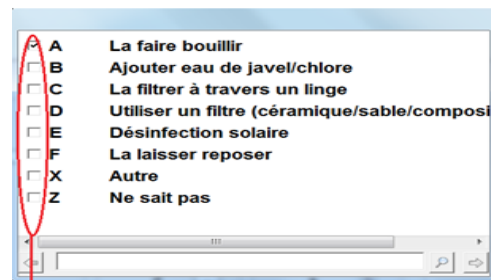 A La faire bouillir
B Ajouter eau de javel/chlore
C La filtrer à travers un linge
D Utiliser un filtre (céramique/sable/composi
E Désinfection solaire
F La laisser reposer
X Autre
Z Ne sait pas